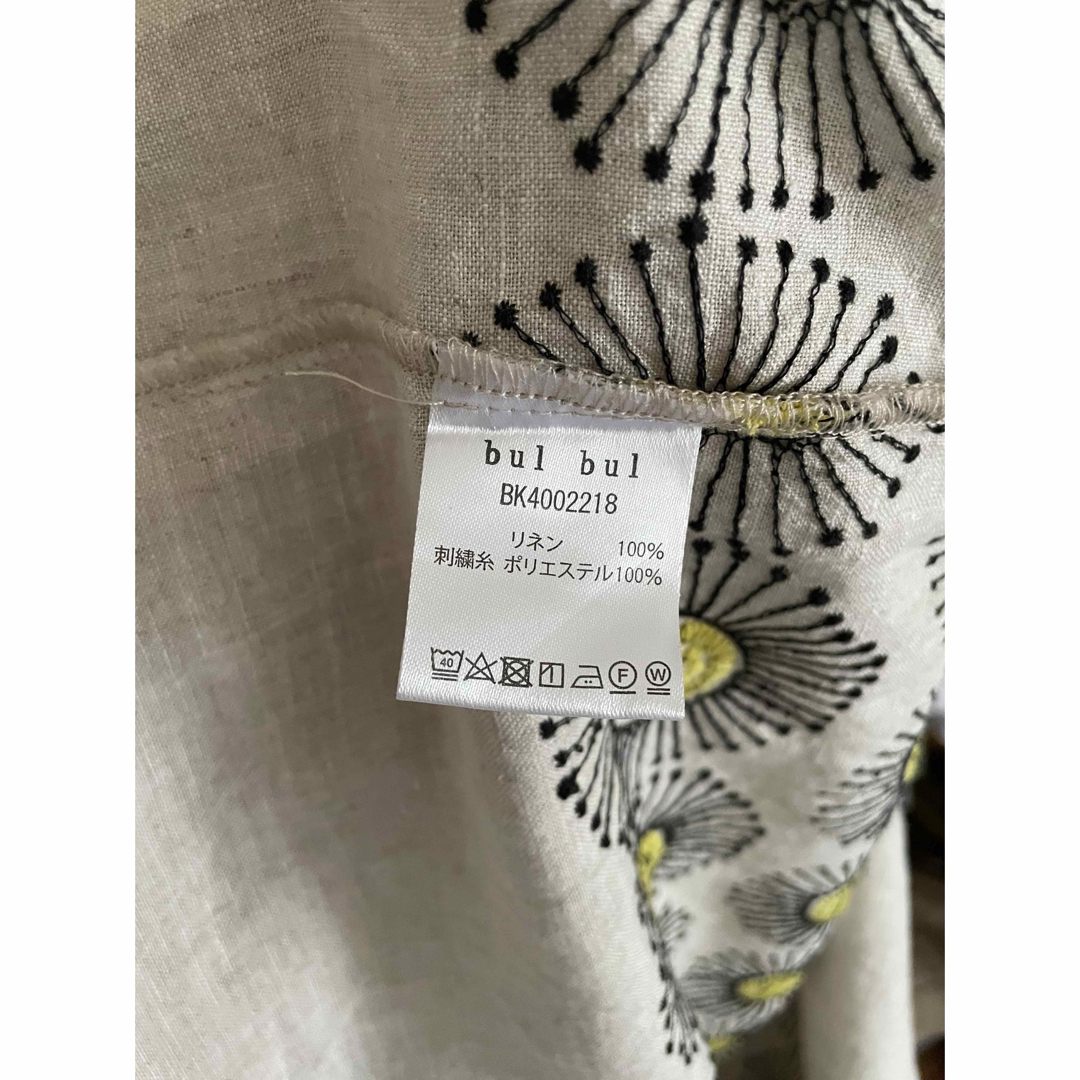 bul bul
BK4002218
リネン 100%
刺繍糸 ポリエステル100%
40 F W